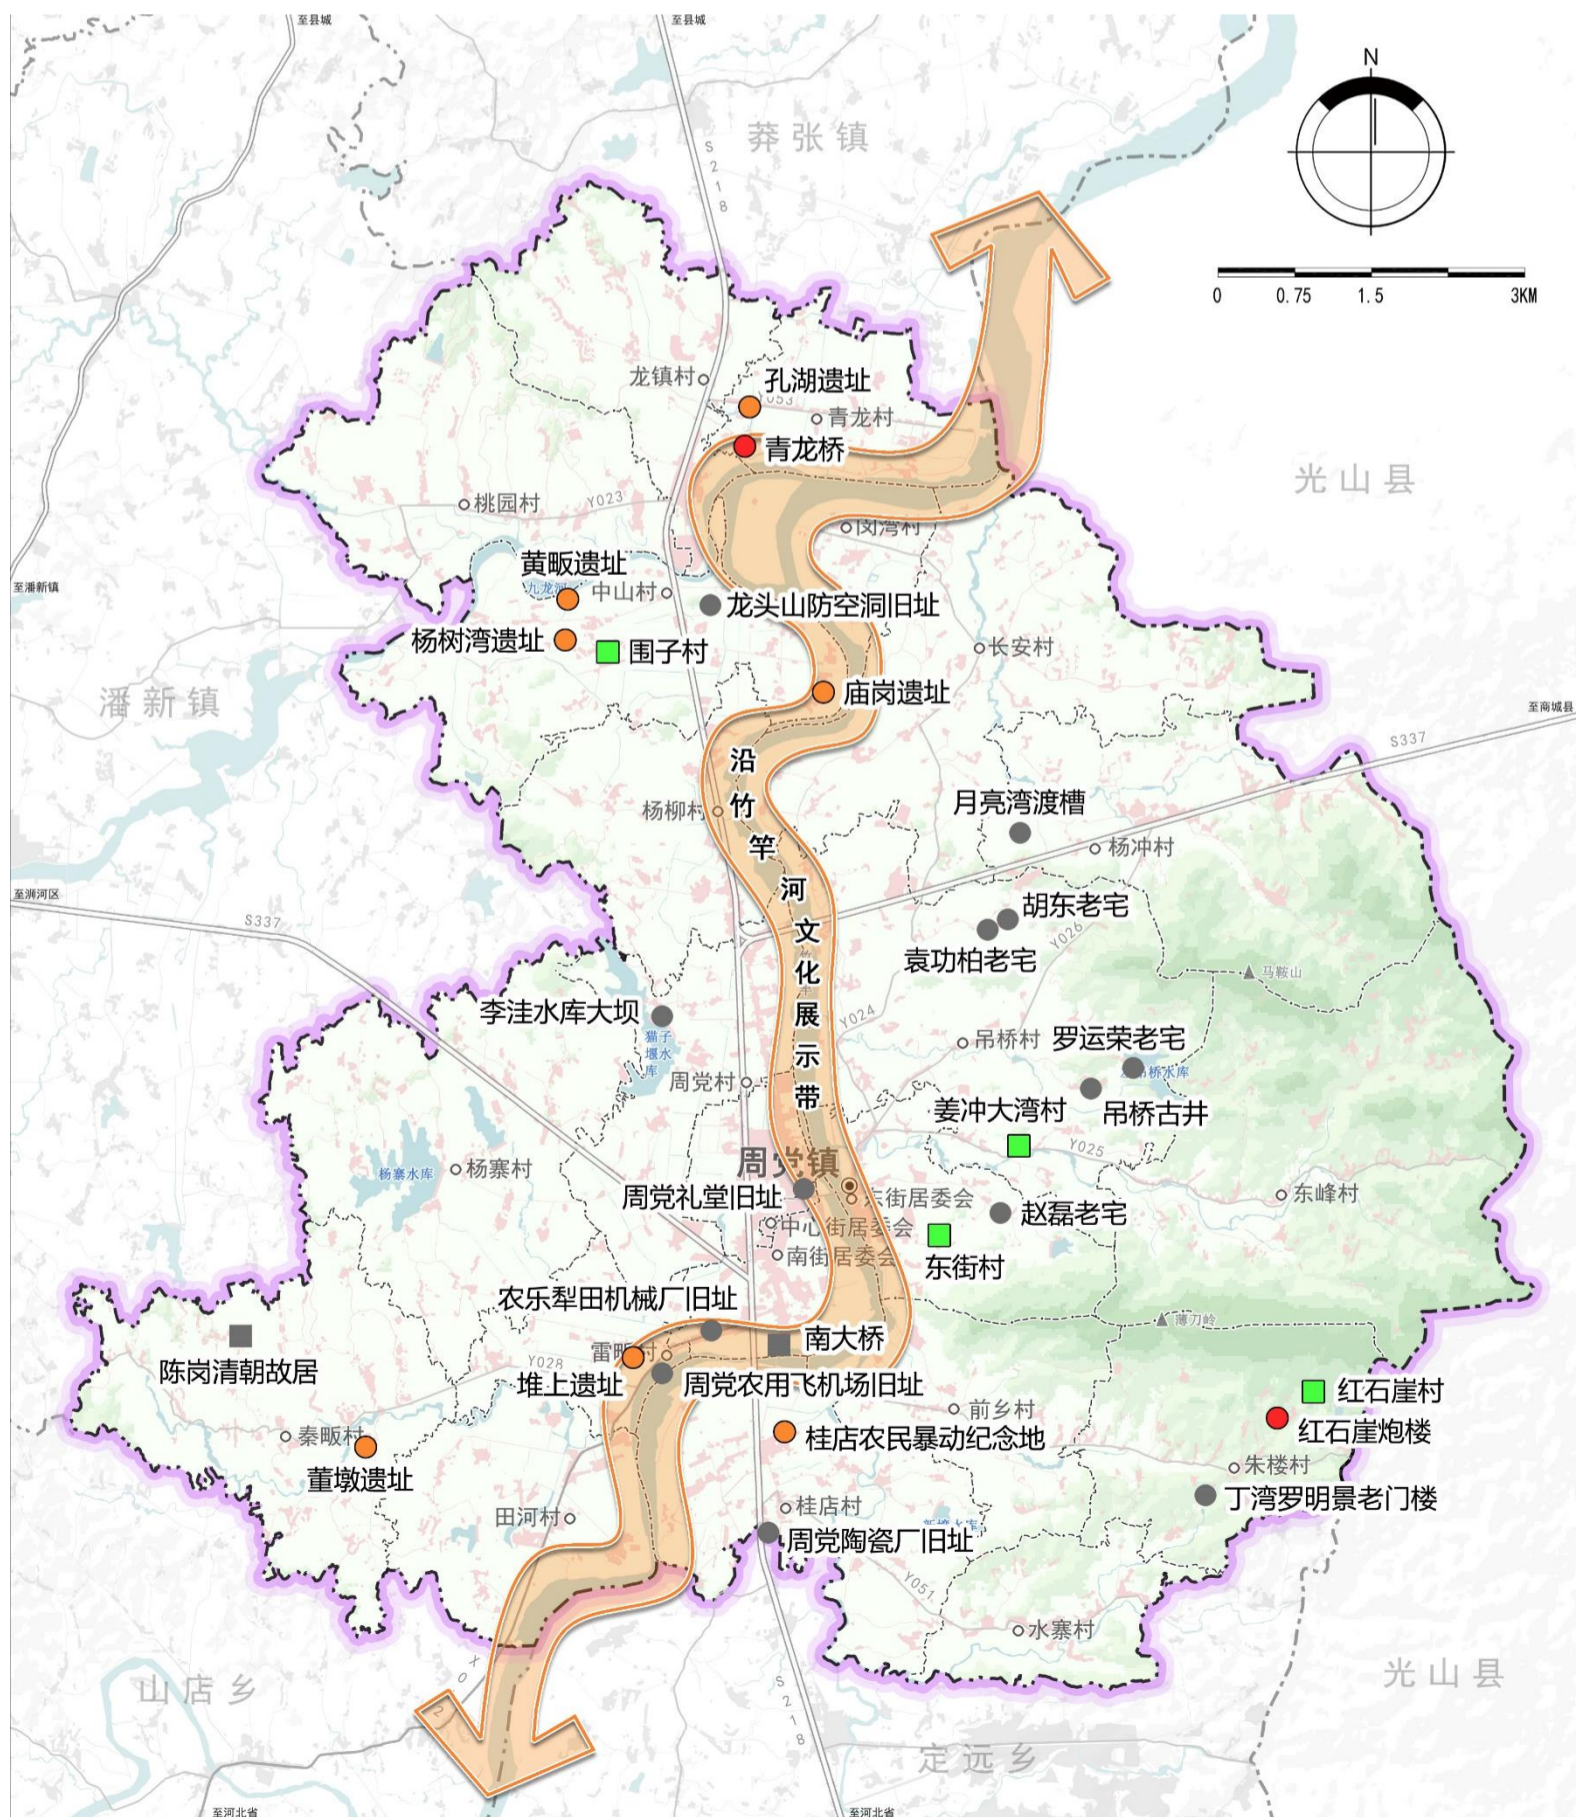 至县城
至县城
莽张镇
N
S218
0 0.75 1.5 3KM
龙镇村
孔湖遗址
Y053
青龙村
青龙桥
光山县
桃园村
Y023
闵湾村
黄畈遗址
至潘新镇
九龙河
中山村
龙头山防空洞旧址
杨树湾遗址
围子村
长安村
潘新镇
庙岗遗址
至商城县
S337
沿竹竿河文化展示带
月亮湾渡槽
杨柳村
杨冲村
至浉河区
S337
胡东老宅
Y026
袁功柏老宅
马鞍山
李洼水库大坝
Y024
猫子堰水库
吊桥村
罗运荣老宅
吊桥水库
周党村
姜冲大湾村
吊桥古井
Y025
周党镇
杨寨水库
杨寨村
周党礼堂旧址
东街居委会
东峰村
中心街居委会
赵磊老宅
南街居委会
东街村
农乐犁田机械厂旧址
薄刀岭
陈岗清朝故居
雷畈村
南大桥
Y028
堆上遗址
周党农用飞机场旧址
红石崖村
前乡村
红石崖炮楼
秦畈村
桂店农民暴动纪念地
董墩遗址
朱楼村
田河村
桂店村
丁湾罗明景老门楼
周党陶瓷厂旧址
Y051
水寨村
山店乡
X002
S218
光山县
定远乡
至河北省
至河北省